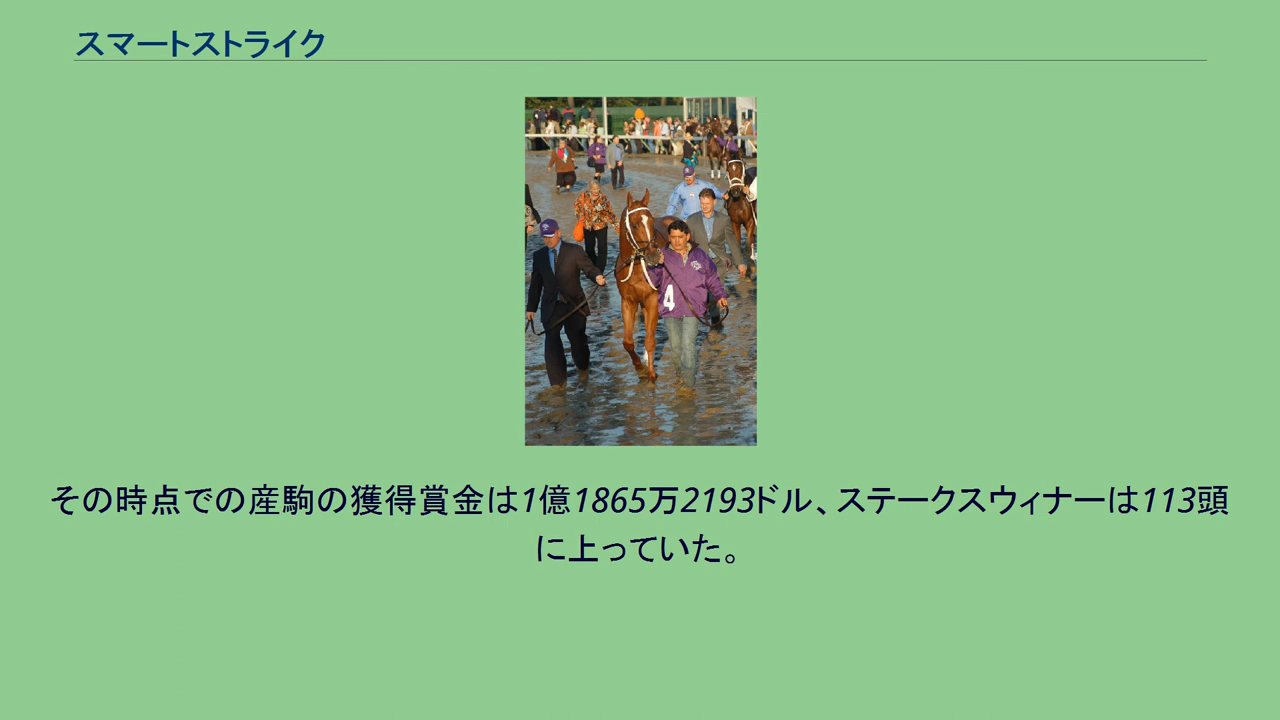 スマートストライク
4
その時点での産駒の獲得賞金は1億1865万2193ドル、ステークスウィナーは113頭
に上っていた。